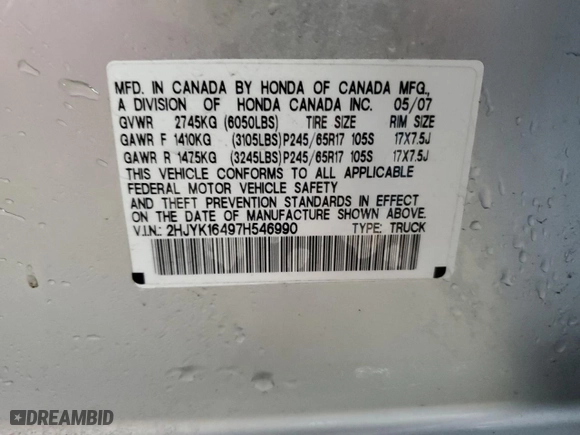 MFD. IN CANADA BY HONDA OF CANADA MFG.,
A DIVISION OF HONDA CANADA INC. 05/07
GVWR 2745KG (6050LBS) TIRE SIZE RIM SIZE
GAWR F 1410KG (3105LBS) P245/65R17 105S 17X7.5J
GAWR R 1475KG (3245LBS) P245/65R17 105S 17X7.5J
THIS VEHICLE CONFORMS TO ALL APPLICABLE
FEDERAL MOTOR VEHICLE SAFETY
AND THEFT PREVENTION STANDARDS IN EFFECT
ON THE DATE OF MANUFACTURE SHOWN ABOVE.
V.I.N.: 2HJYK16497H546990 TYPE: TRUCK
DREAMBID